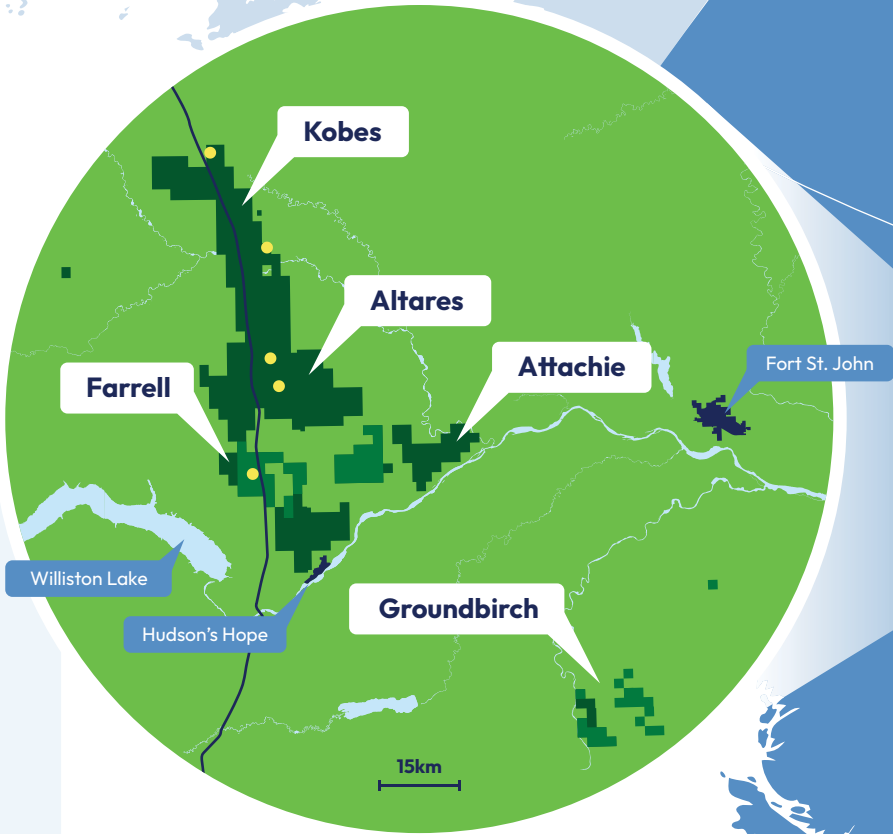 Kobes
Altares
Attachie
Fort St. John
Farrell
Williston Lake
Groundbirch
Hudson's Hope
15km